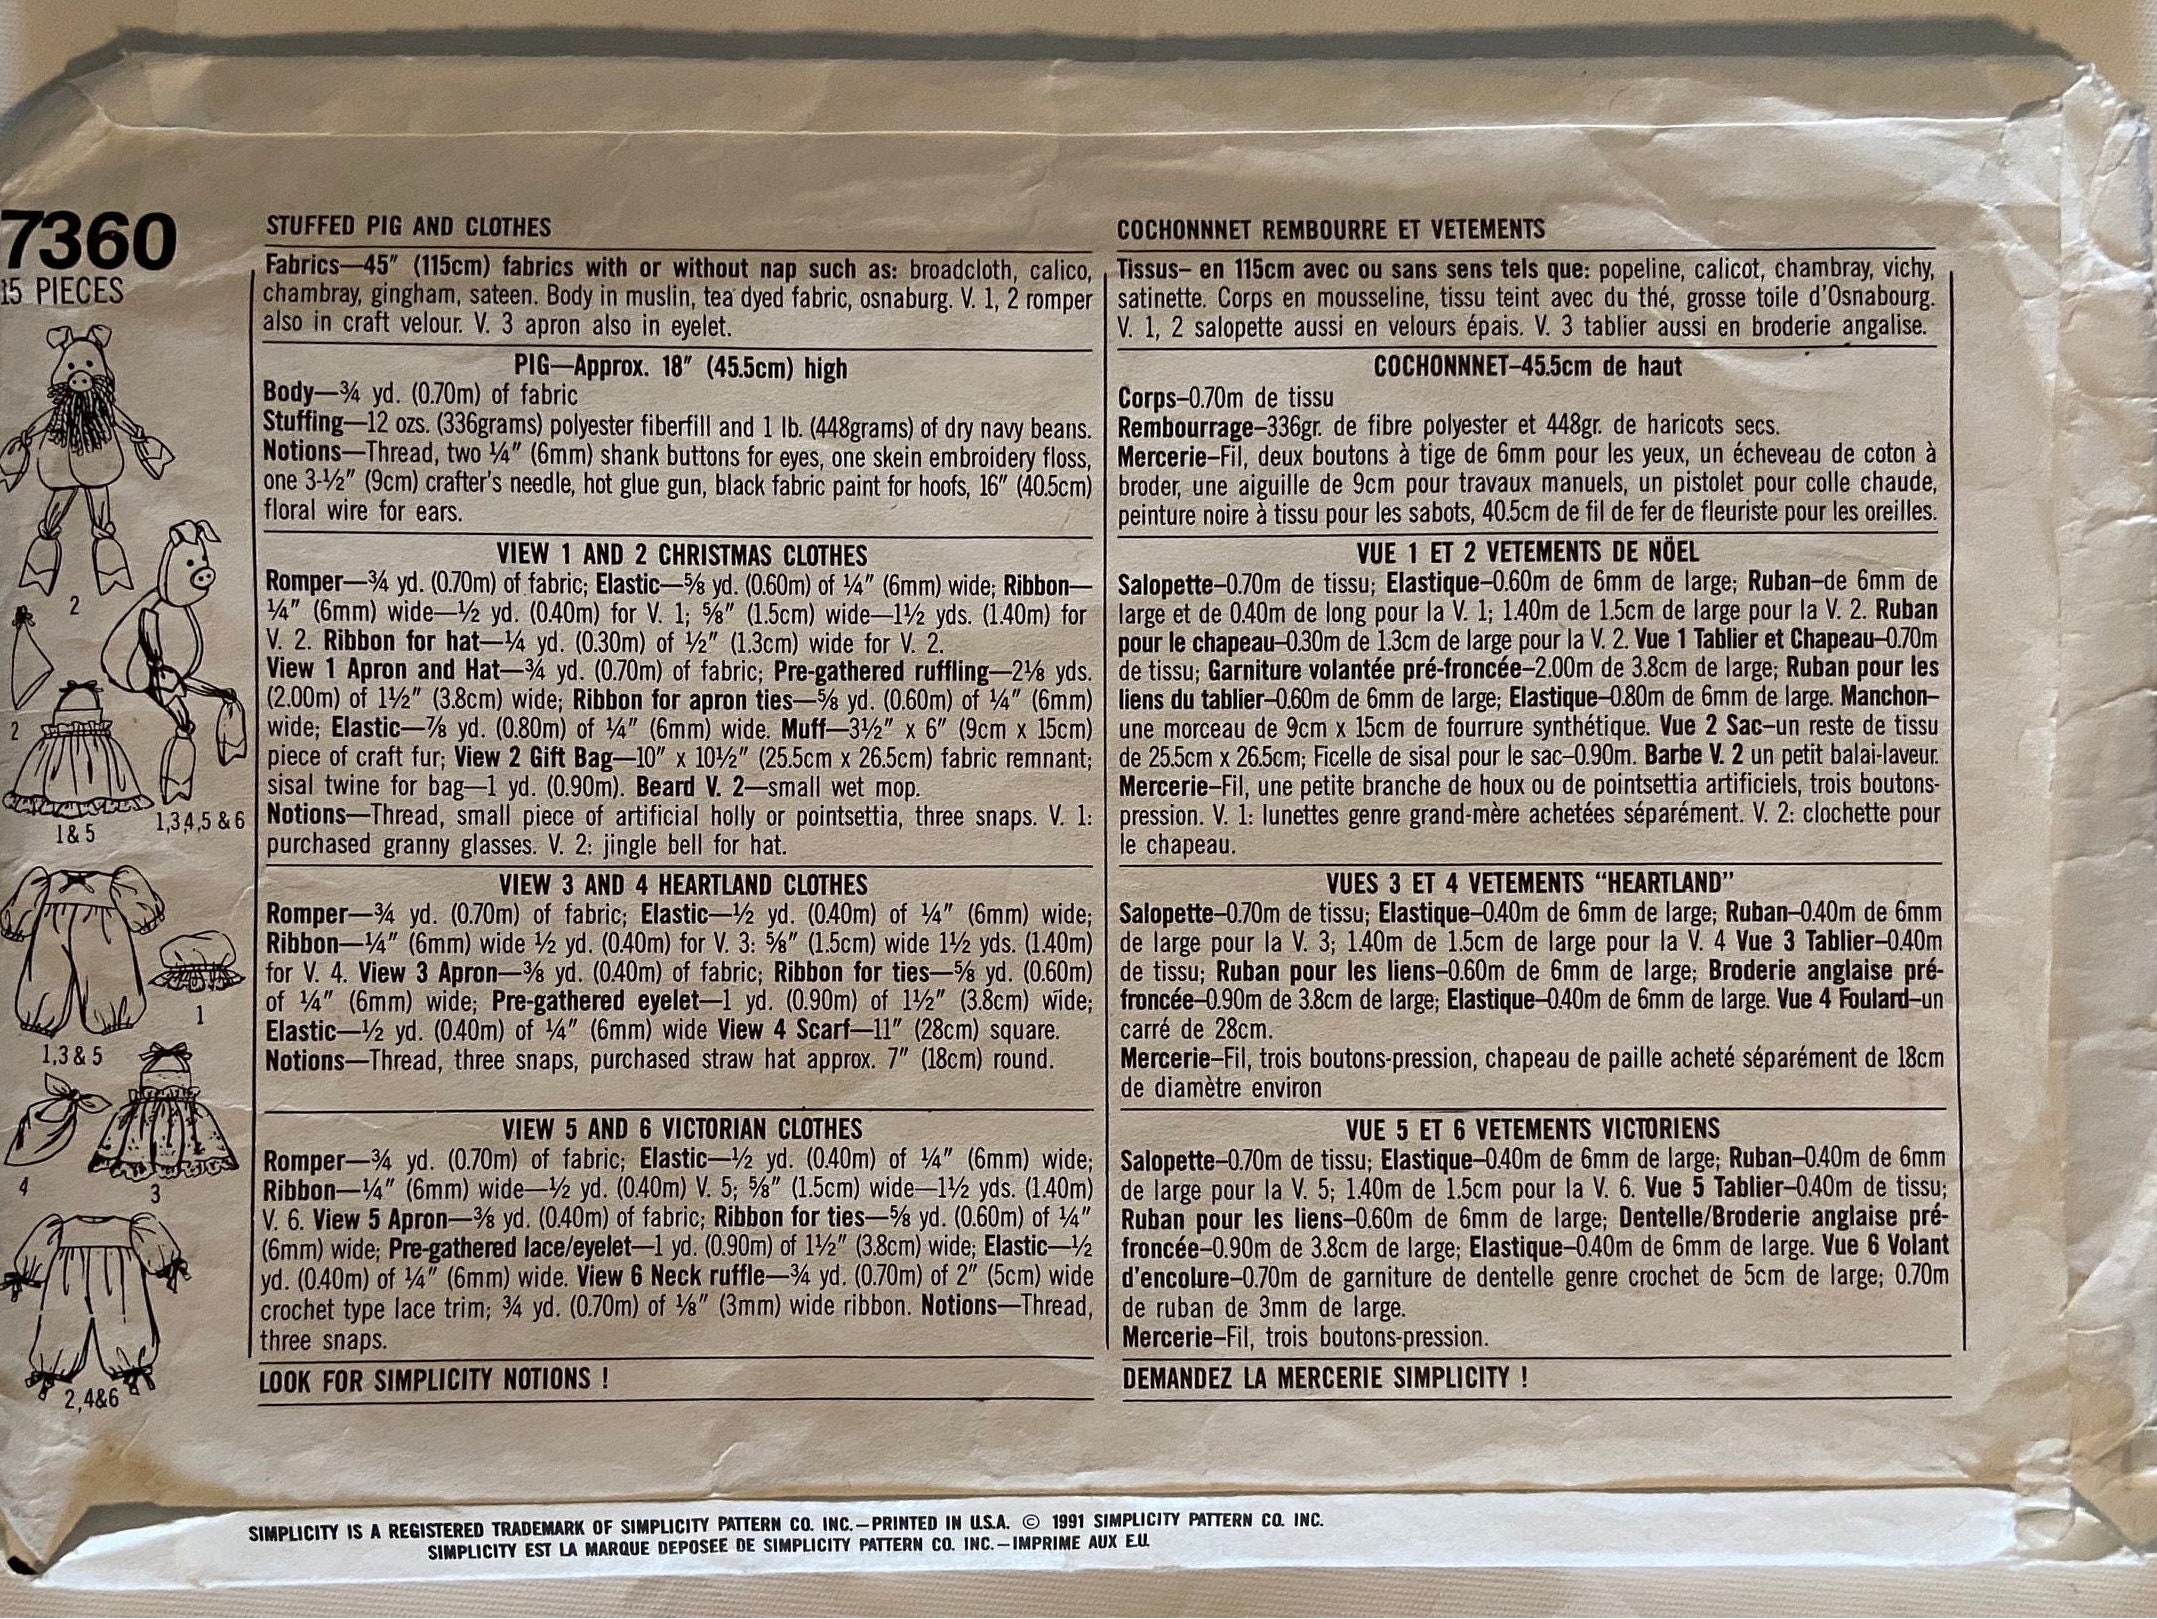 7360
15 PIECES
2
2
1&5
1,3,4,5 & 6
1,3 & 5
1
4
3
2,4&6
STUFFED PIG AND CLOTHES
Fabrics—45" (115cm) fabrics with or without nap such as: broadcloth, calico,
chambray, gingham, sateen. Body in muslin, tea dyed fabric, osnaburg. V. 1, 2 romper
also in craft velour. V. 3 apron also in eyelet.
PIG—Approx. 18" (45.5cm) high
Body—¾ yd. (0.70m) of fabric
Stuffing—12 ozs. (336grams) polyester fiberfill and 1 lb. (448grams) of dry navy beans.
Notions—Thread, two ¼" (6mm) shank buttons for eyes, one skein embroidery floss,
one 3-½" (9cm) crafter's needle, hot glue gun, black fabric paint for hoofs, 16" (40.5cm)
floral wire for ears.
VIEW 1 AND 2 CHRISTMAS CLOTHES
Romper—¾ yd. (0.70m) of fabric; Elastic—⅝ yd. (0.60m) of ¼" (6mm) wide; Ribbon—
¼" (6mm) wide—½ yd. (0.40m) for V. 1; ⅝" (1.5cm) wide—1½ yds. (1.40m) for
V. 2. Ribbon for hat—¼ yd. (0.30m) of ½" (1.3cm) wide for V. 2.
View 1 Apron and Hat—¾ yd. (0.70m) of fabric; Pre-gathered ruffling—2⅛ yds.
(2.00m) of 1½" (3.8cm) wide; Ribbon for apron ties—⅝ yd. (0.60m) of ¼" (6mm)
wide; Elastic—⅞ yd. (0.80m) of ¼" (6mm) wide. Muff—3½" x 6" (9cm x 15cm)
piece of craft fur; View 2 Gift Bag—10" x 10½" (25.5cm x 26.5cm) fabric remnant;
sisal twine for bag—1 yd. (0.90m). Beard V. 2—small wet mop.
Notions—Thread, small piece of artificial holly or pointsettia, three snaps. V. 1:
purchased granny glasses. V. 2: jingle bell for hat.
VIEW 3 AND 4 HEARTLAND CLOTHES
Romper—¾ yd. (0.70m) of fabric; Elastic—½ yd. (0.40m) of ¼" (6mm) wide;
Ribbon—¼" (6mm) wide ½ yd. (0.40m) for V. 3: ⅝" (1.5cm) wide 1½ yds. (1.40m)
for V. 4. View 3 Apron—⅜ yd. (0.40m) of fabric; Ribbon for ties—⅝ yd. (0.60m)
of ¼" (6mm) wide; Pre-gathered eyelet—1 yd. (0.90m) of 1½" (3.8cm) wide;
Elastic—½ yd. (0.40m) of ¼" (6mm) wide View 4 Scarf—11" (28cm) square.
Notions—Thread, three snaps, purchased straw hat approx. 7" (18cm) round.
VIEW 5 AND 6 VICTORIAN CLOTHES
Romper—¾ yd. (0.70m) of fabric; Elastic—½ yd. (0.40m) of ¼" (6mm) wide;
Ribbon—¼" (6mm) wide—½ yd. (0.40m) V. 5; ⅝" (1.5cm) wide—1½ yds. (1.40m)
V. 6. View 5 Apron—⅜ yd. (0.40m) of fabric; Ribbon for ties—⅝ yd. (0.60m) of ¼"
(6mm) wide; Pre-gathered lace/eyelet—1 yd. (0.90m) of 1½" (3.8cm) wide; Elastic—½
yd. (0.40m) of ¼" (6mm) wide. View 6 Neck ruffle—¾ yd. (0.70m) of 2" (5cm) wide
crochet type lace trim; ¾ yd. (0.70m) of ⅛" (3mm) wide ribbon. Notions—Thread,
three snaps.
LOOK FOR SIMPLICITY NOTIONS !
COCHONNNET REMBOURRE ET VETEMENTS
Tissus– en 115cm avec ou sans sens tels que: popeline, calicot, chambray, vichy,
satinette. Corps en mousseline, tissu teint avec du thé, grosse toile d'Osnabourg.
V. 1, 2 salopette aussi en velours épais. V. 3 tablier aussi en broderie angalise.
COCHONNNET–45.5cm de haut
Corps–0.70m de tissu
Rembourrage–336gr. de fibre polyester et 448gr. de haricots secs.
Mercerie–Fil, deux boutons à tige de 6mm pour les yeux, un écheveau de coton à
broder, une aiguille de 9cm pour travaux manuels, un pistolet pour colle chaude,
peinture noire à tissu pour les sabots, 40.5cm de fil de fer de fleuriste pour les oreilles.
VUE 1 ET 2 VETEMENTS DE NÖEL
Salopette–0.70m de tissu; Elastique–0.60m de 6mm de large; Ruban–de 6mm de
large et de 0.40m de long pour la V. 1; 1.40m de 1.5cm de large pour la V. 2. Ruban
pour le chapeau–0.30m de 1.3cm de large pour la V. 2. Vue 1 Tablier et Chapeau–0.70m
de tissu; Garniture volantée pré-froncée–2.00m de 3.8cm de large; Ruban pour les
liens du tablier–0.60m de 6mm de large; Elastique–0.80m de 6mm de large. Manchon–
une morceau de 9cm x 15cm de fourrure synthétique. Vue 2 Sac–un reste de tissu
de 25.5cm x 26.5cm; Ficelle de sisal pour le sac–0.90m. Barbe V. 2 un petit balai-laveur.
Mercerie–Fil, une petite branche de houx ou de pointsettia artificiels, trois boutons-
pression. V. 1: lunettes genre grand-mère achetées séparément. V. 2: clochette pour
le chapeau.
VUES 3 ET 4 VETEMENTS "HEARTLAND"
Salopette–0.70m de tissu; Elastique–0.40m de 6mm de large; Ruban–0.40m de 6mm
de large pour la V. 3; 1.40m de 1.5cm de large pour la V. 4 Vue 3 Tablier–0.40m
de tissu; Ruban pour les liens–0.60m de 6mm de large; Broderie anglaise pré-
froncée–0.90m de 3.8cm de large; Elastique–0.40m de 6mm de large. Vue 4 Foulard–un
carré de 28cm.
Mercerie–Fil, trois boutons-pression, chapeau de paille acheté séparément de 18cm
de diamètre environ
VUE 5 ET 6 VETEMENTS VICTORIENS
Salopette–0.70m de tissu; Elastique–0.40m de 6mm de large; Ruban–0.40m de 6mm
de large pour la V. 5; 1.40m de 1.5cm pour la V. 6. Vue 5 Tablier–0.40m de tissu;
Ruban pour les liens–0.60m de 6mm de large; Dentelle/Broderie anglaise pré-
froncée–0.90m de 3.8cm de large; Elastique–0.40m de 6mm de large. Vue 6 Volant
d'encolure–0.70m de garniture de dentelle genre crochet de 5cm de large; 0.70m
de ruban de 3mm de large.
Mercerie–Fil, trois boutons-pression.
DEMANDEZ LA MERCERIE SIMPLICITY !
SIMPLICITY IS A REGISTERED TRADEMARK OF SIMPLICITY PATTERN CO. INC.—PRINTED IN U.S.A. © 1991 SIMPLICITY PATTERN CO. INC.
SIMPLICITY EST LA MARQUE DEPOSEE DE SIMPLICITY PATTERN CO. INC.—IMPRIME AUX E.U.